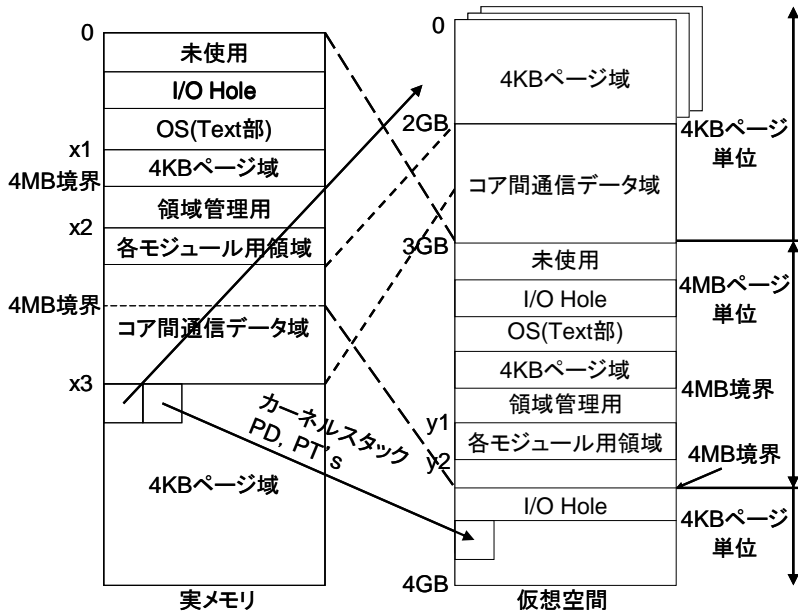 0
未使用
I/O Hole
OS(Text部)
x1
4KBページ域
4MB境界
領域管理用
x2
各モジュール用領域
4MB境界
コア間通信データ域
x3
カーネルスタック
PD, PT's
4KBページ域
実メモリ
0
4KBページ域
2GB
コア間通信データ域
3GB
未使用
I/O Hole
OS(Text部)
4KBページ域
領域管理用
y1
各モジュール用領域
y2
I/O Hole
4GB
仮想空間
4KBページ
単位
4MBページ
単位
4MB境界
4MB境界
4KBページ
単位